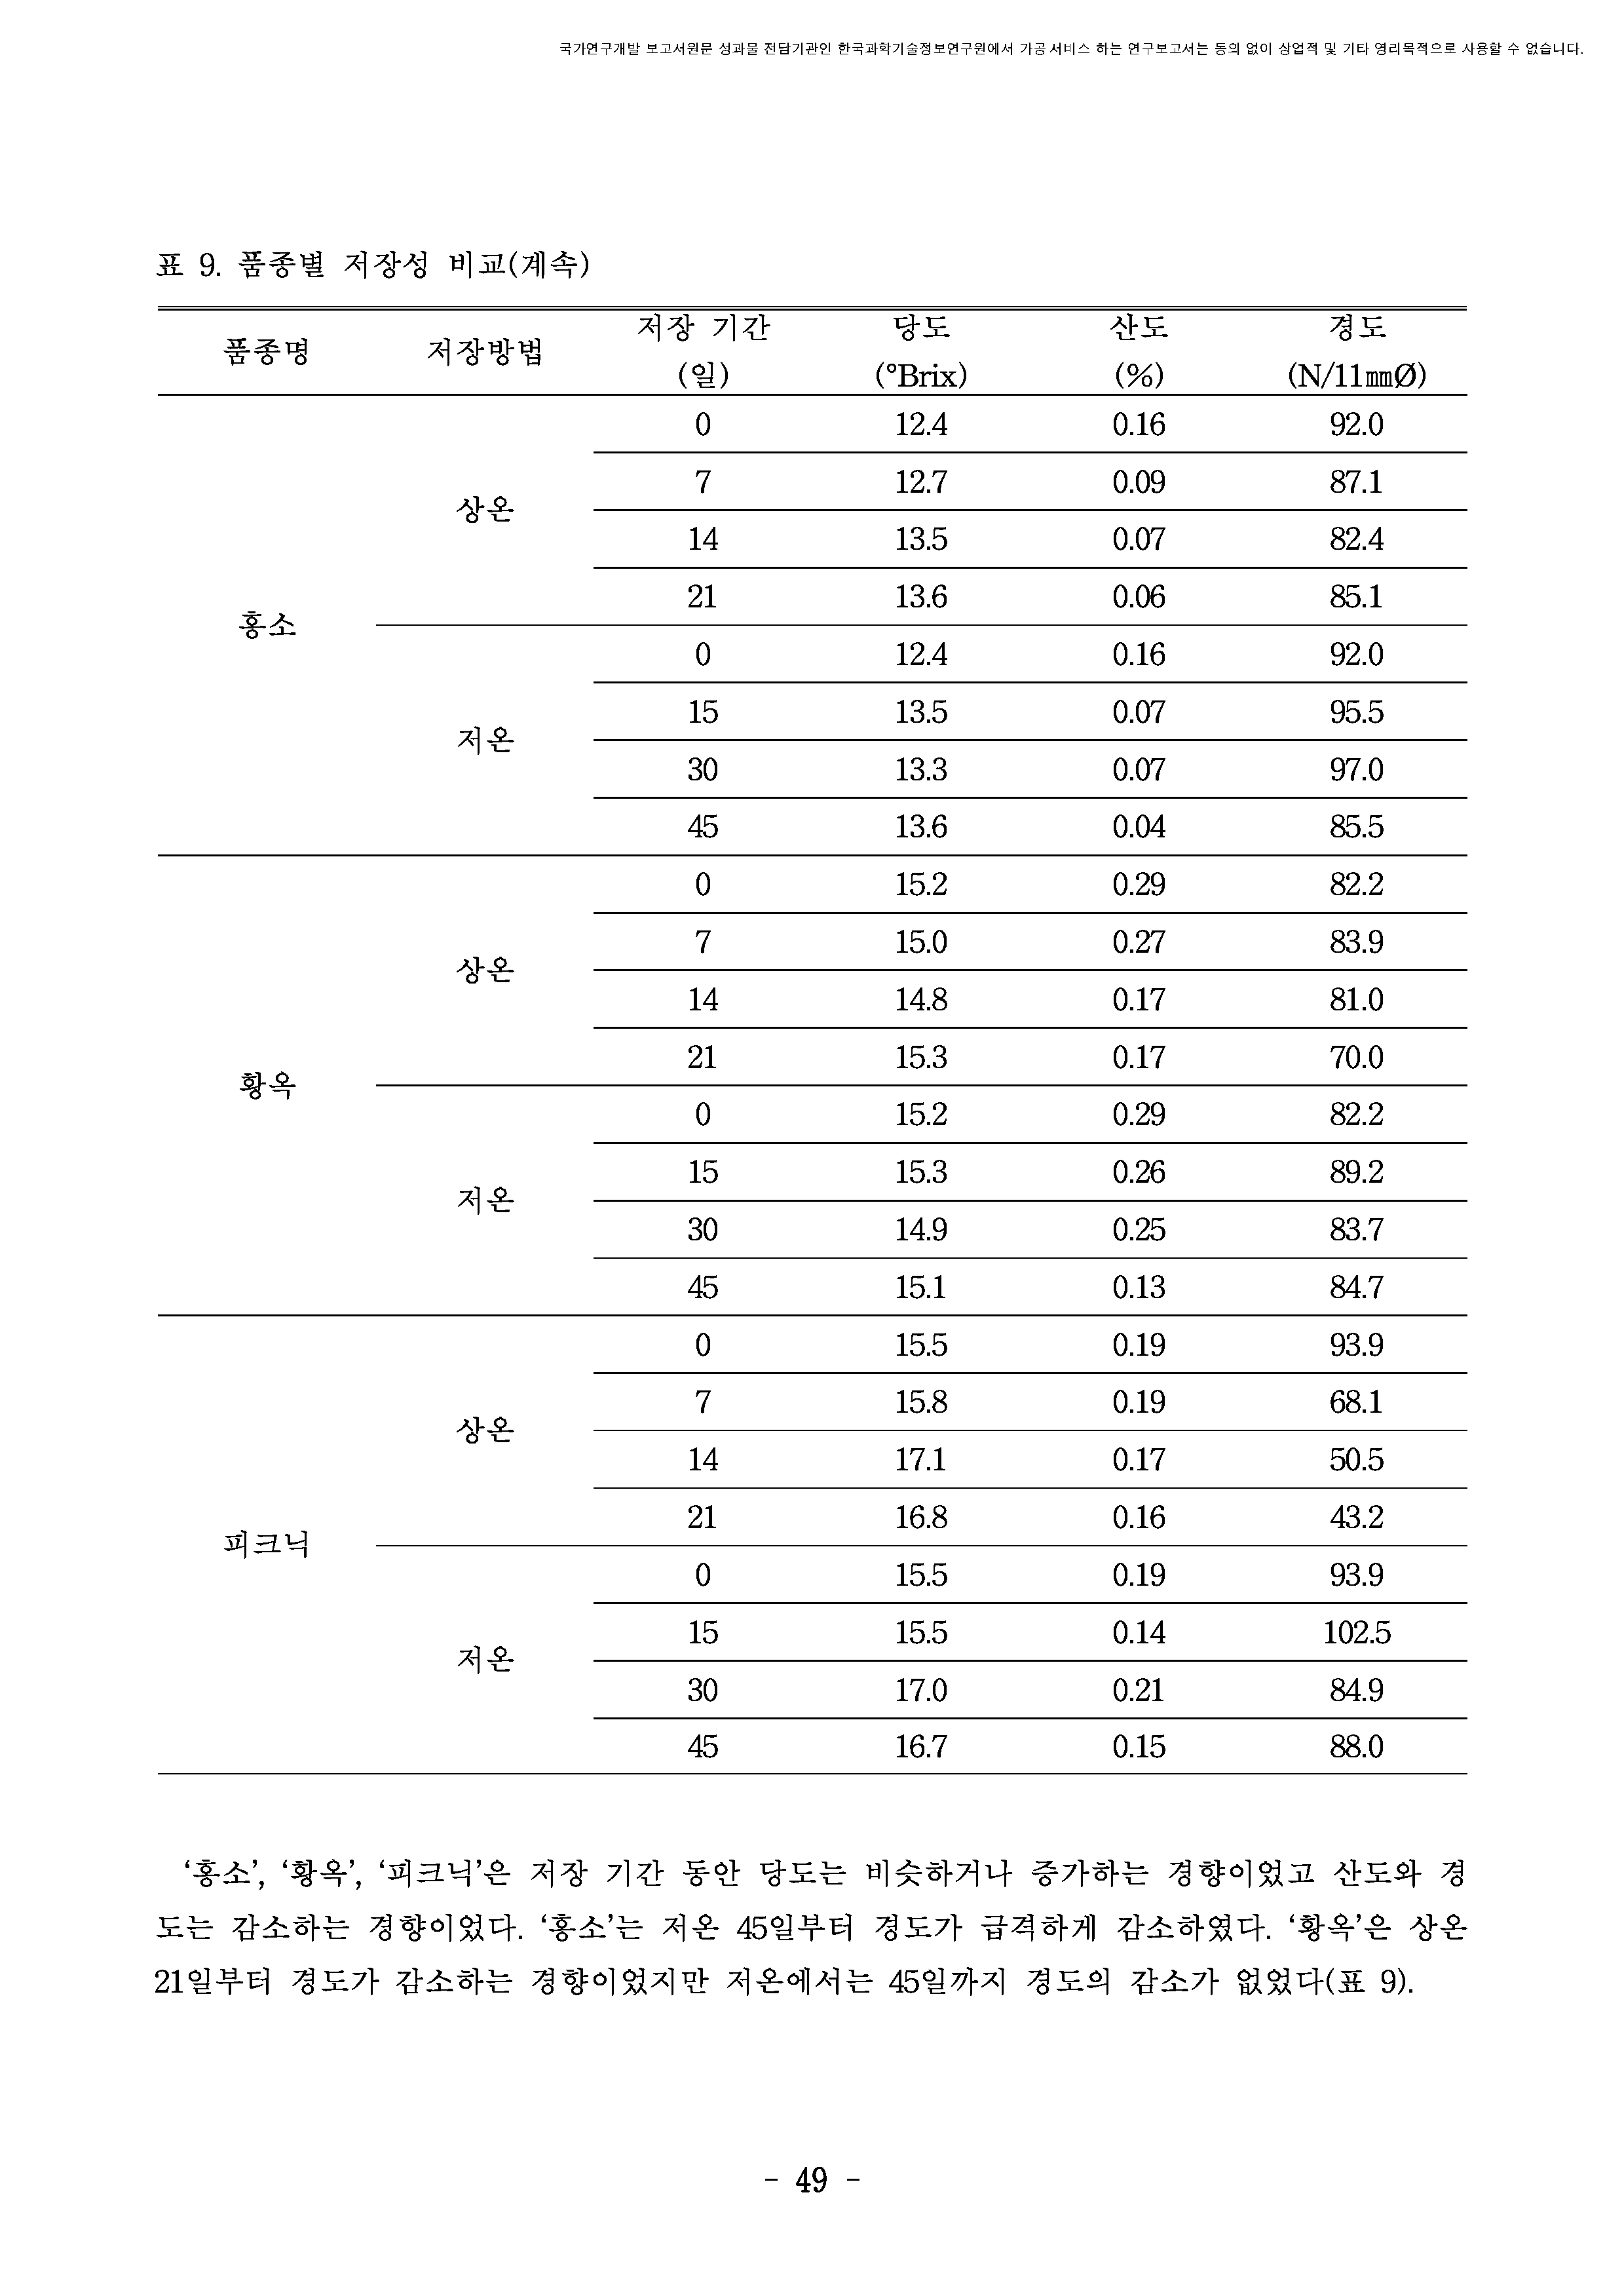 국가연구개발 보고서원문 성과물 전담기관인 한국과학기술정보연구원에서 가공·서비스 하는 연구보고서는 동의 없이 상업적 및 기타 영리목적으로 사용할 수 없습니다.
표 9. 품종별 저장성 비교(계속)
품종명 저장방법 저장 기간 당도 산도 경도
(일) (°Brix) (%) (N/11㎜Ø)
0 12.4 0.16 92.0
7 12.7 0.09 87.1
상온
14 13.5 0.07 82.4
21 13.6 0.06 85.1
홍소
0 12.4 0.16 92.0
15 13.5 0.07 95.5
저온
30 13.3 0.07 97.0
45 13.6 0.04 85.5
0 15.2 0.29 82.2
7 15.0 0.27 83.9
상온
14 14.8 0.17 81.0
21 15.3 0.17 70.0
황옥
0 15.2 0.29 82.2
15 15.3 0.26 89.2
저온
30 14.9 0.25 83.7
45 15.1 0.13 84.7
0 15.5 0.19 93.9
7 15.8 0.19 68.1
상온
14 17.1 0.17 50.5
21 16.8 0.16 43.2
피크닉
0 15.5 0.19 93.9
15 15.5 0.14 102.5
저온
30 17.0 0.21 84.9
45 16.7 0.15 88.0
‘홍소’, ‘황옥’, ‘피크닉’은 저장 기간 동안 당도는 비슷하거나 증가하는 경향이었고 산도와 경
도는 감소하는 경향이었다. ‘홍소’는 저온 45일부터 경도가 급격하게 감소하였다. ‘황옥’은 상온
21일부터 경도가 감소하는 경향이었지만 저온에서는 45일까지 경도의 감소가 없었다(표 9).
- 49 -